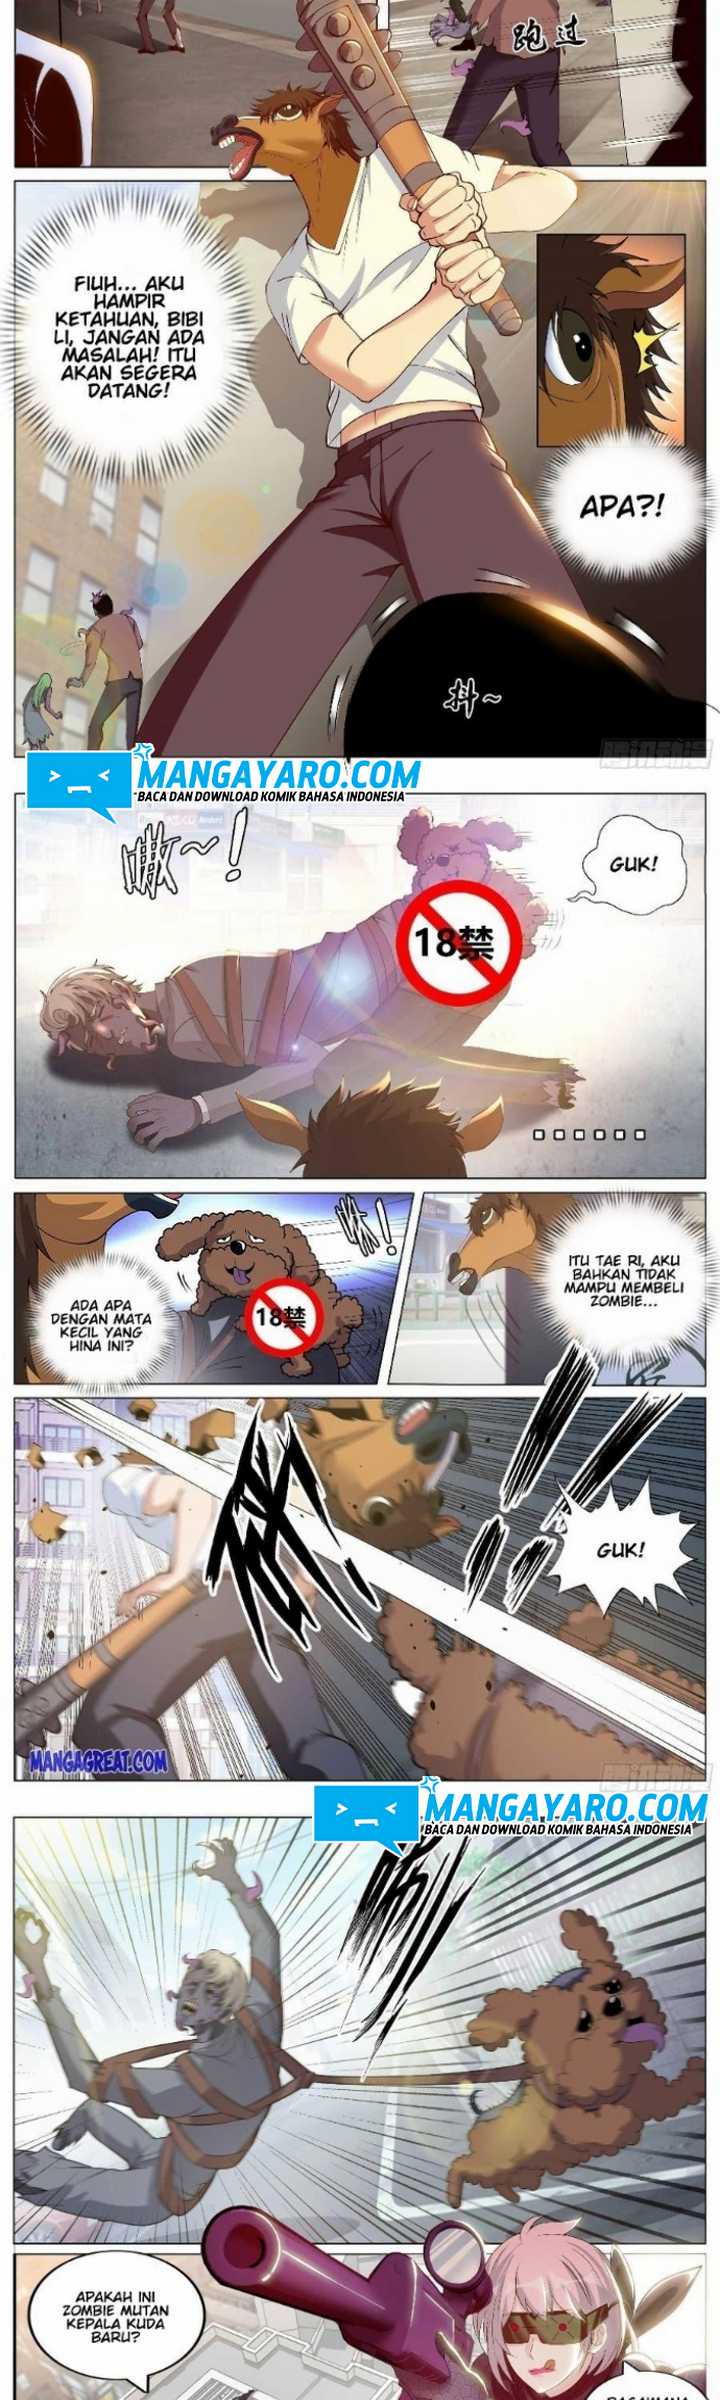 跑过
FIUH... AKU
HAMPIR
KETAHUAN, BIBI
LI, JANGAN ADA
MASALAH! ITU
AKAN SEGERA
DATANG!
APA?!
抖~
MANGAYARO.COM
BACA DAN DOWNLOAD KOMIK BAHASA INDONESIA
GUK!
18禁
......
ADA APA
DENGAN MATA
KECIL YANG
HINA INI?
18禁
ITU TAE RI, AKU
BAHKAN TIDAK
MAMPU MEMBELI
ZOMBIE...
GUK!
MANGAGREAT.COM
MANGAYARO.COM
BACA DAN DOWNLOAD KOMIK BAHASA INDONESIA
APAKAH INI
ZOMBIE MUTAN
KEPALA KUDA
BARU?